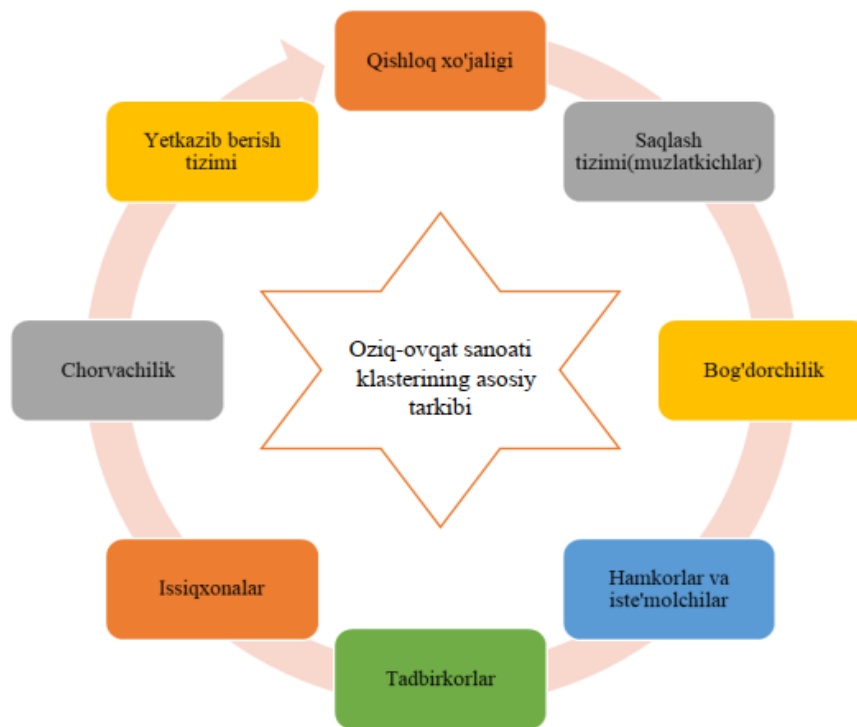 Qishloq xo'jaligi
Saqlash
tizimi(muzlatkichlar)
Bog'dorchilik
Hamkorlar va
iste'molchilar
Tadbirkorlar
Issiqxonalar
Chorvachilik
Yetkazib berish
tizimi
Oziq-ovqat sanoati
klasterining asosiy
tarkibi